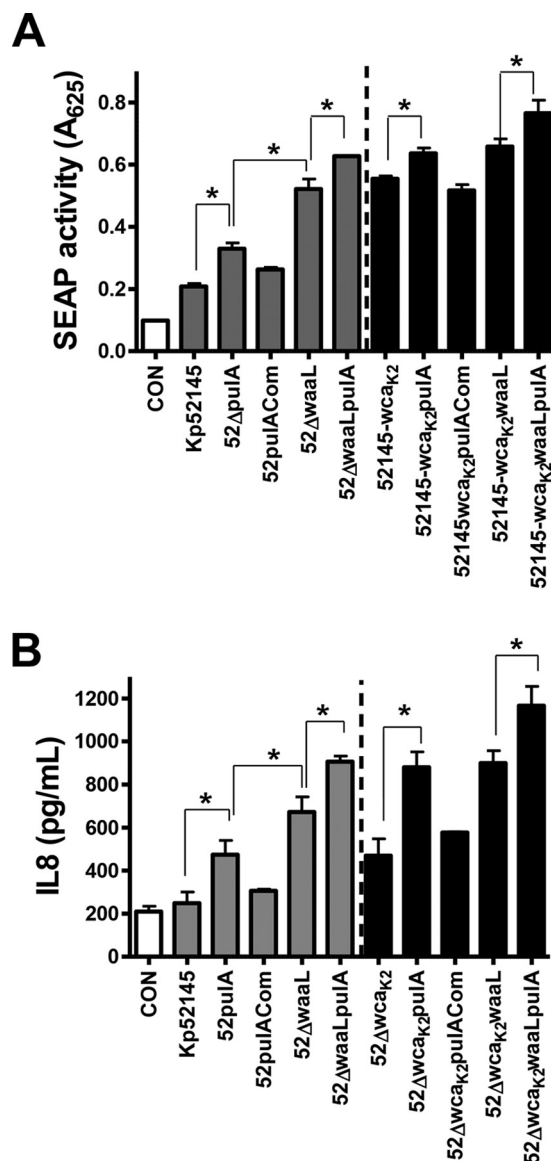 A
SEAP activity (A625)
0.8
0.6
0.4
0.2
0.0
* * * * *
CON
Kp52145
52ΔpulA
52pulACom
52ΔwaaL
52ΔwaaLpulA
52145-wcaK2
52145-wcaK2pulA
52145wcaK2pulACom
52145-wcaK2waaL
52145-wcaK2waaLpulA
B
IL8 (pg/mL)
1200
1000
800
600
400
200
0
* * * * *
CON
Kp52145
52pulA
52pulACom
52ΔwaaL
52ΔwaaLpulA
52ΔwcaK2
52ΔwcaK2pulA
52ΔwcaK2pulACom
52ΔwcaK2waaL
52ΔwcaK2waaLpulA